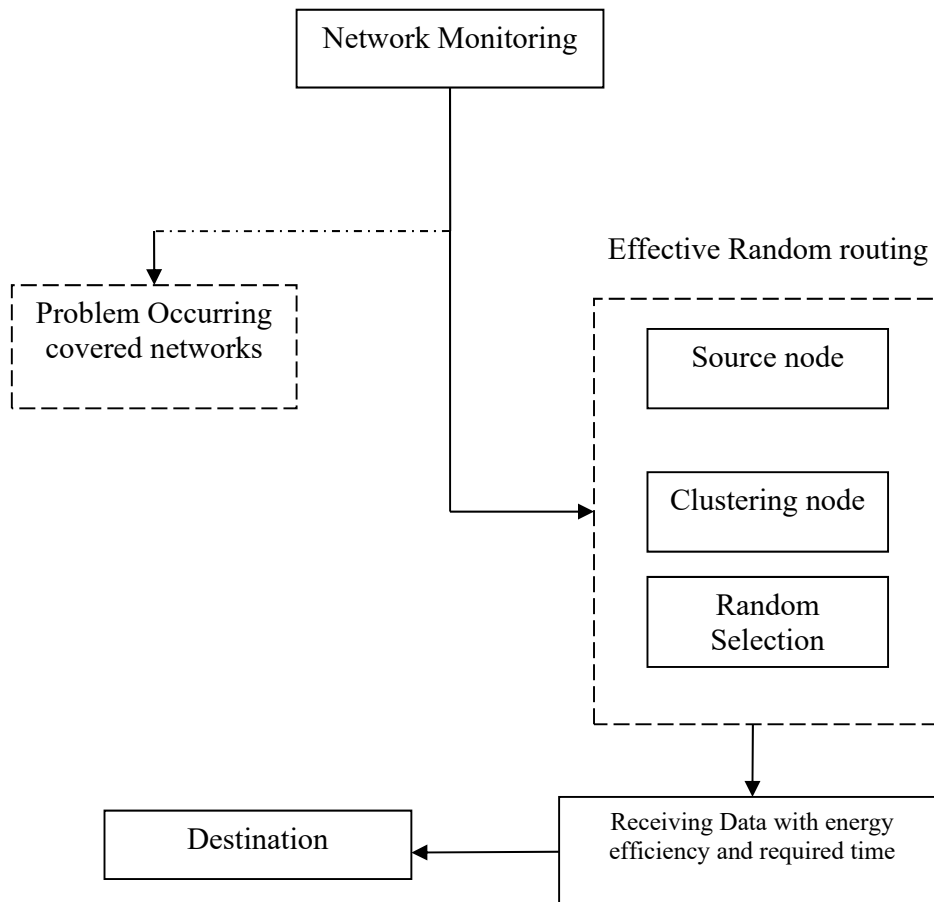 Network Monitoring
Effective Random routing
Problem Occurring
covered networks
Source node
Clustering node
Random
Selection
Receiving Data with energy
efficiency and required time
Destination